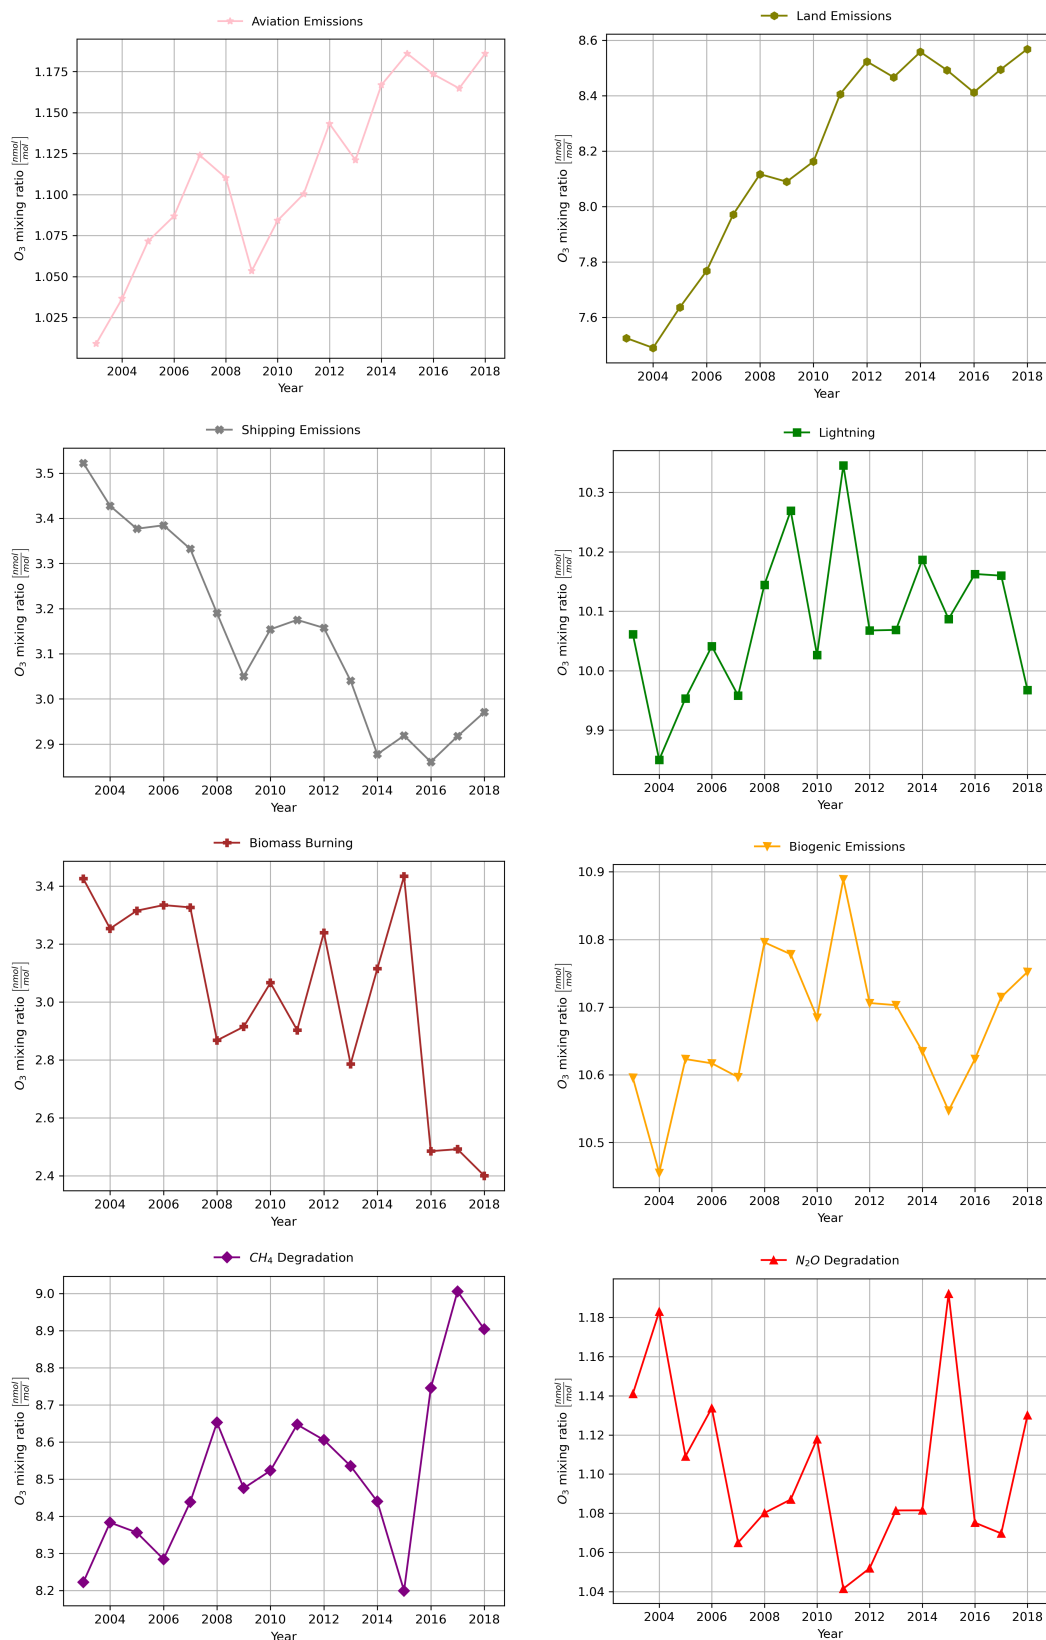 Aviation Emissions
O₃ mixing ratio [nmol/mol]
1.175
1.150
1.125
1.100
1.075
1.050
1.025
2004 2006 2008 2010 2012 2014 2016 2018
Year
Land Emissions
O₃ mixing ratio [nmol/mol]
8.6
8.4
8.2
8.0
7.8
7.6
2004 2006 2008 2010 2012 2014 2016 2018
Year
Shipping Emissions
O₃ mixing ratio [nmol/mol]
3.5
3.4
3.3
3.2
3.1
3.0
2.9
2004 2006 2008 2010 2012 2014 2016 2018
Year
Lightning
O₃ mixing ratio [nmol/mol]
10.3
10.2
10.1
10.0
9.9
2004 2006 2008 2010 2012 2014 2016 2018
Year
Biomass Burning
O₃ mixing ratio [nmol/mol]
3.4
3.2
3.0
2.8
2.6
2.4
2004 2006 2008 2010 2012 2014 2016 2018
Year
Biogenic Emissions
O₃ mixing ratio [nmol/mol]
10.9
10.8
10.7
10.6
10.5
2004 2006 2008 2010 2012 2014 2016 2018
Year
CH₄ Degradation
O₃ mixing ratio [nmol/mol]
9.0
8.9
8.8
8.7
8.6
8.5
8.4
8.3
8.2
2004 2006 2008 2010 2012 2014 2016 2018
Year
N₂O Degradation
O₃ mixing ratio [nmol/mol]
1.18
1.16
1.14
1.12
1.10
1.08
1.06
1.04
2004 2006 2008 2010 2012 2014 2016 2018
Year